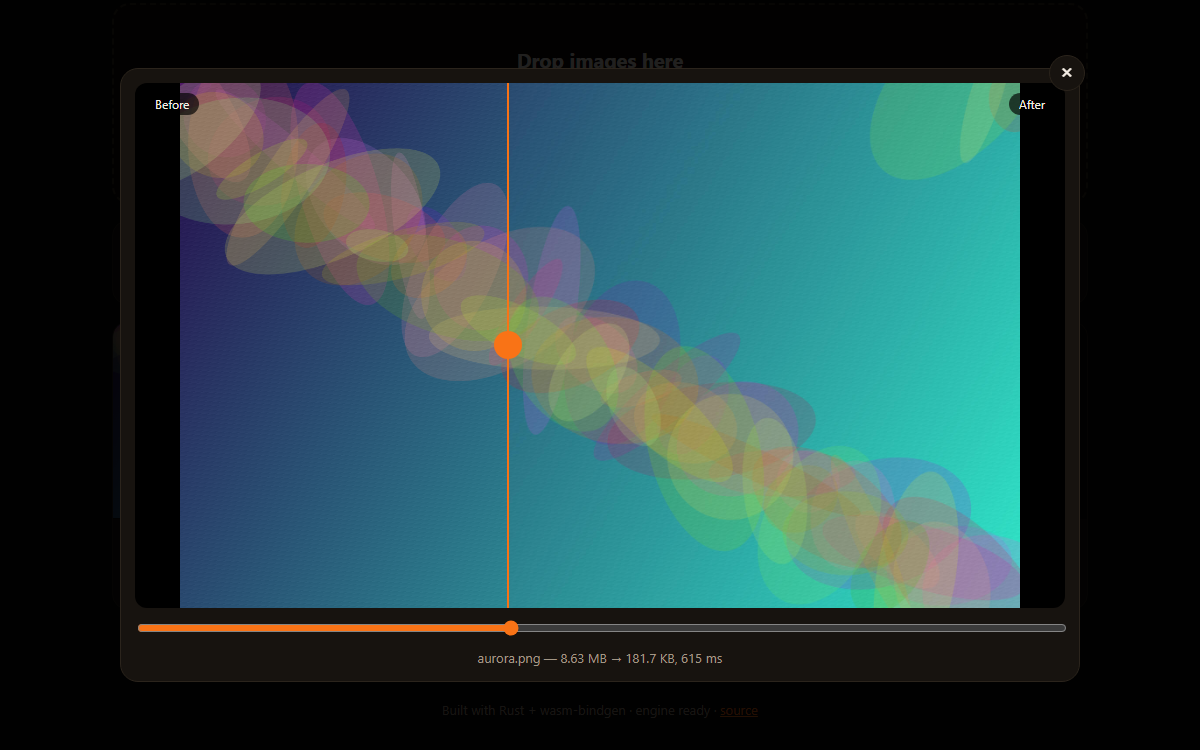 Drop images here
Before
After
aurora.png — 8.63 MB → 181.7 KB, 615 ms
Built with Rust + wasm-bindgen · engine ready · source